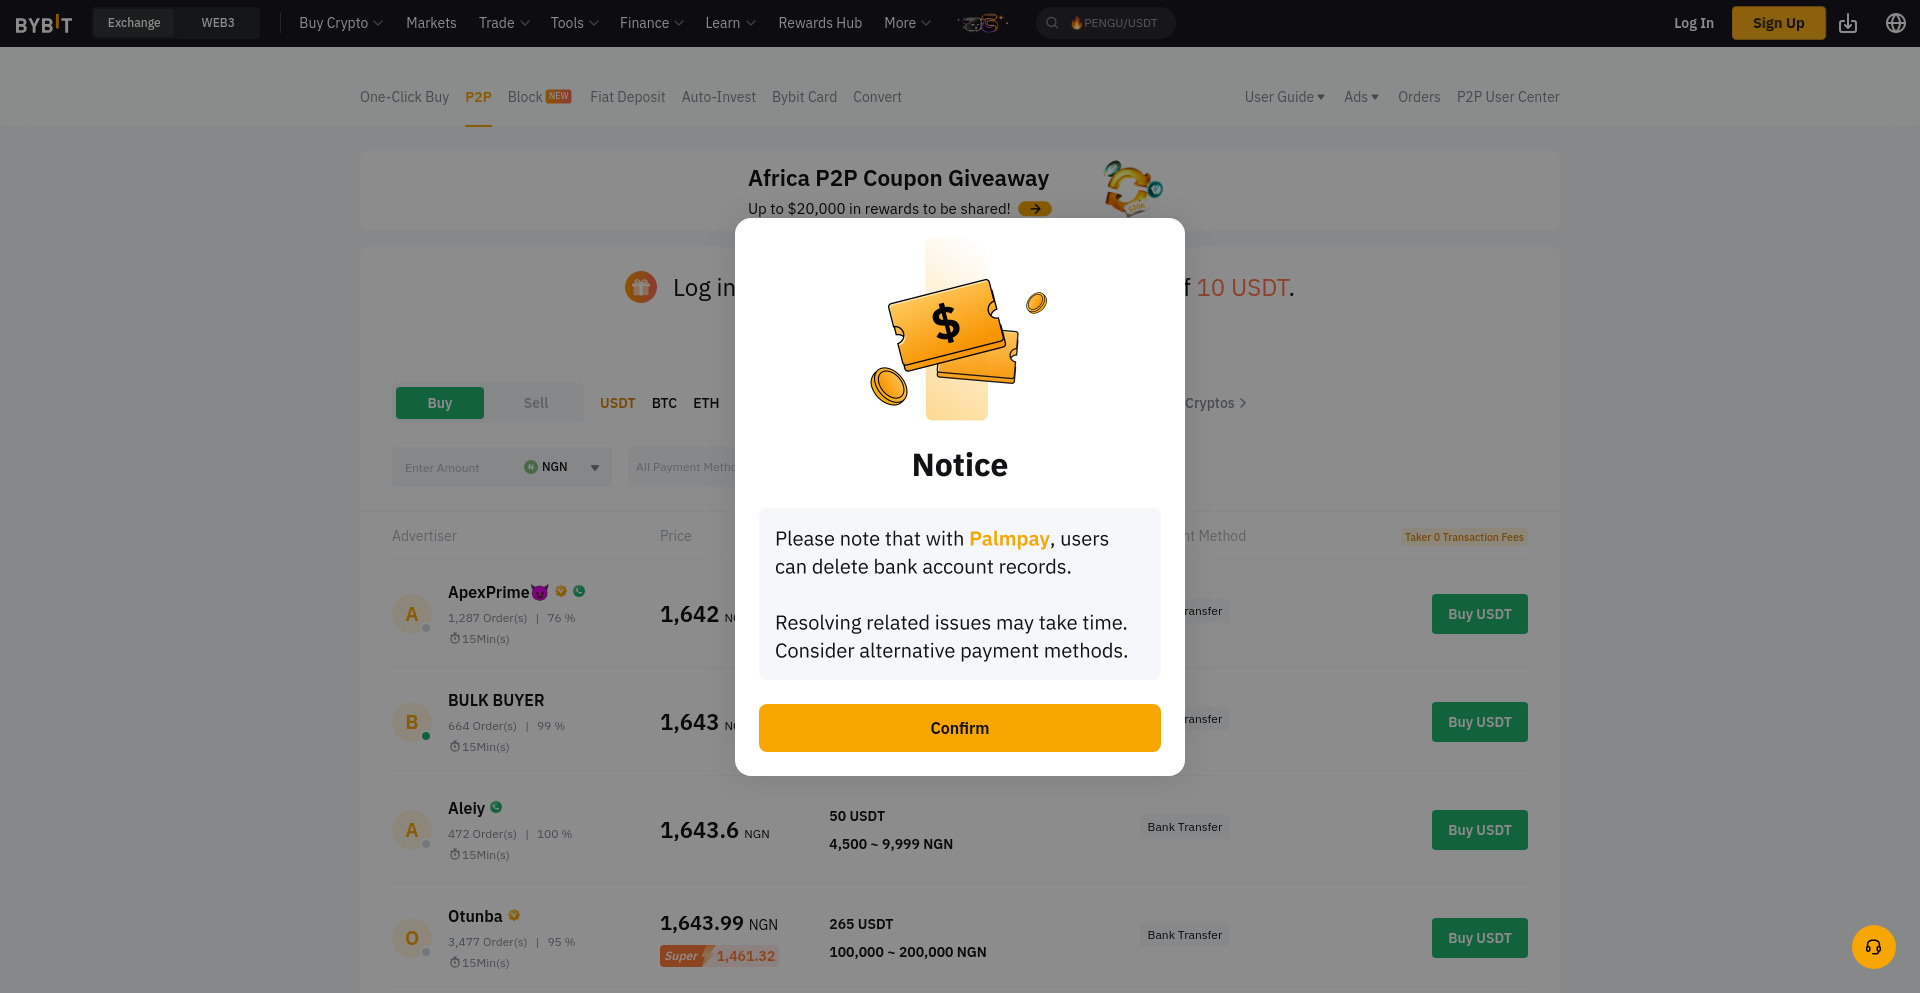 BYBIT
Exchange
WEB3
Buy Crypto
Markets
Trade
Tools
Finance
Learn
Rewards Hub
More
PENGU/USDT
Log In
Sign Up
One-Click Buy
P2P
Block NEW
Fiat Deposit
Auto-Invest
Bybit Card
Convert
User Guide
Ads
Orders
P2P User Center
Africa P2P Coupon Giveaway
Up to $20,000 in rewards to be shared!
Log in
10 USDT.
Buy
Sell
USDT
BTC
ETH
Cryptos
Enter Amount
NGN
All Payment
$
Notice
Please note that with Palmpay, users
can delete bank account records.
Resolving related issues may take time.
Consider alternative payment methods.
Confirm
Advertiser
Price
Method
Taker 0 Transaction Fees
ApexPrime😈
1,287 Order(s) | 76 %
15Min(s)
1,642
Buy USDT
BULK BUYER
664 Order(s) | 99 %
15Min(s)
1,643
Buy USDT
Aleiy
472 Order(s) | 100 %
15Min(s)
1,643.6 NGN
50 USDT
4,500 ~ 9,999 NGN
Bank Transfer
Buy USDT
Otunba
3,477 Order(s) | 95 %
15Min(s)
1,643.99 NGN
Super 1,461.32
265 USDT
100,000 ~ 200,000 NGN
Bank Transfer
Buy USDT
A
B
A
O